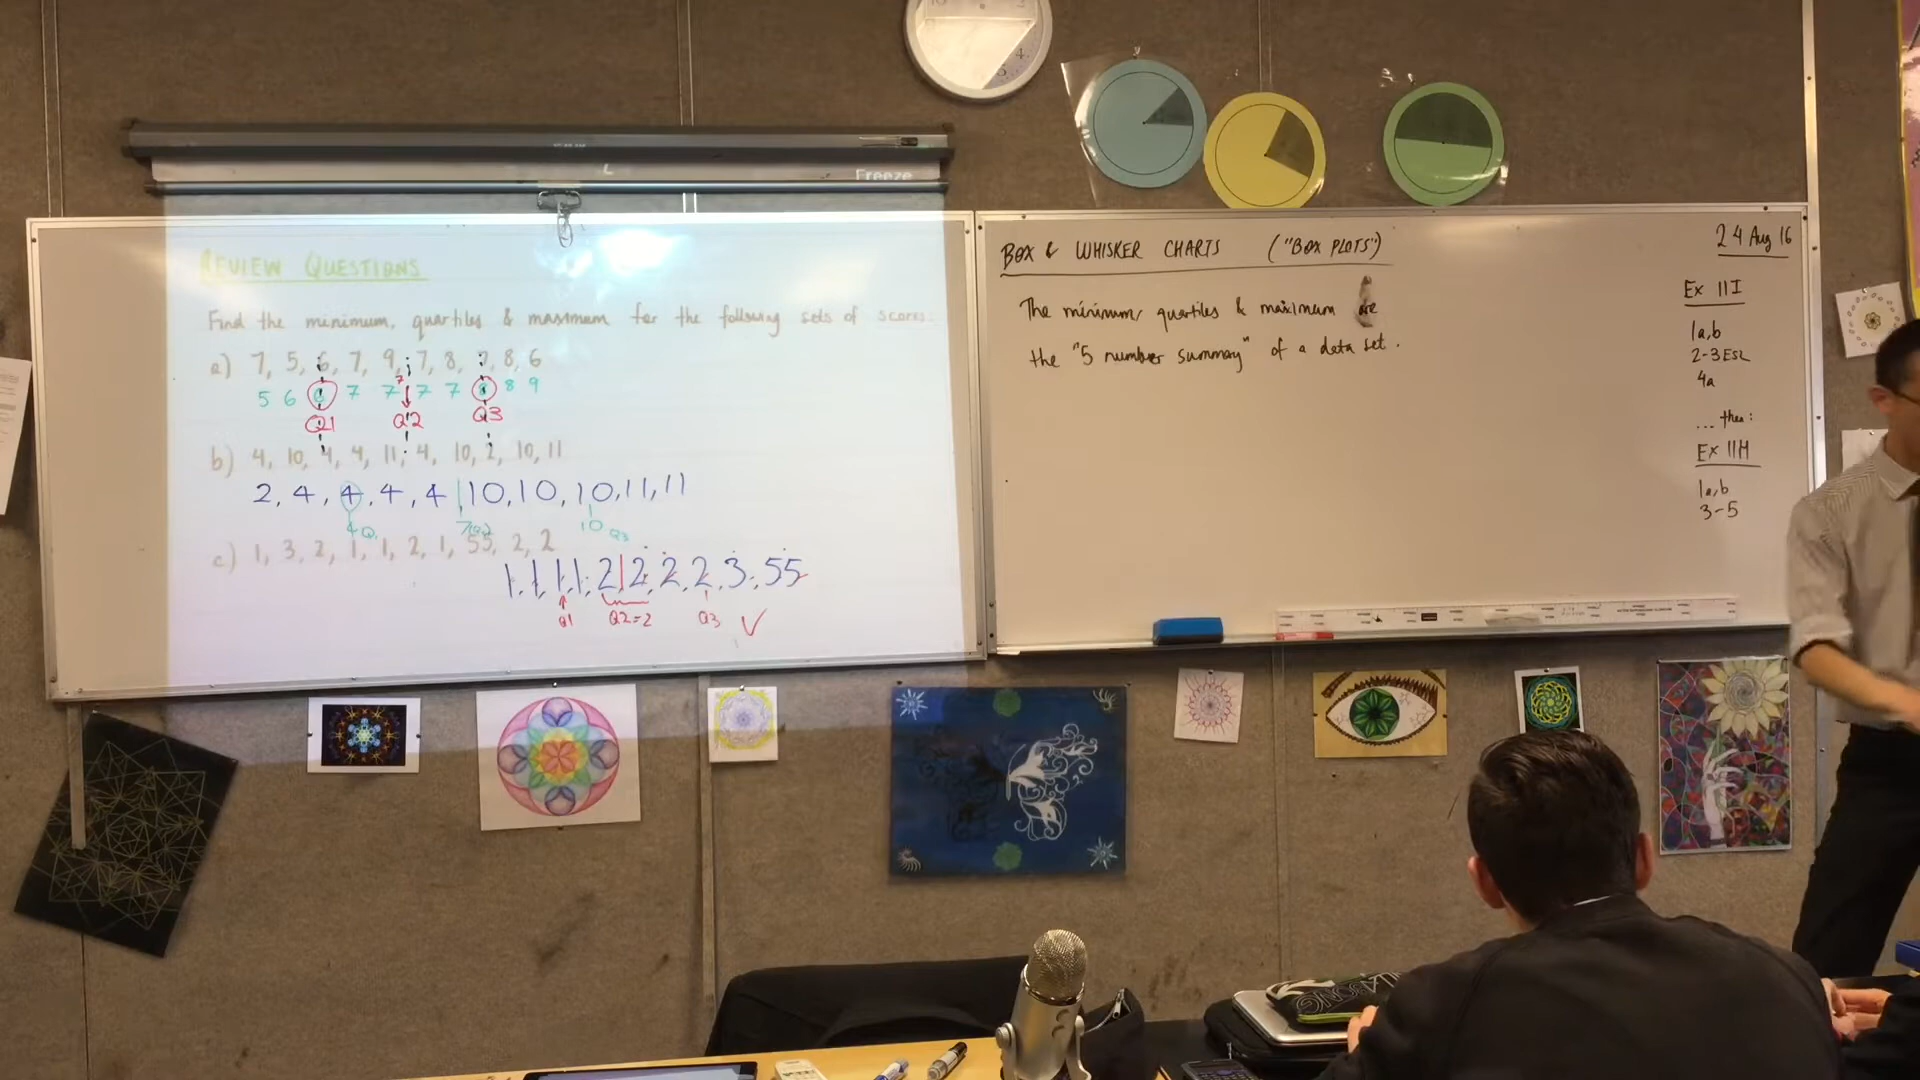 Freeze
REVIEW QUESTIONS
Find the minimum, quartiles & maximum for the following sets of scores:
a) 7, 5, 6, 7, 9, 7, 8, 7, 8, 6
5 6 6 7 7 7 7 7 8 8 9
Q1 Q2 Q3
b) 4, 10, 4, 4, 11, 4, 10, 2, 10, 11
2, 4, 4, 4, 4 | 10, 10, 10, 11, 11
4 Q1 7 Q2 10 Q3
c) 1, 3, 2, 1, 1, 2, 1, 55, 2, 2
1, 1, 1, 1, 2 | 2, 2, 2, 3, 55
Q1 Q2=2 Q3 ✓
BOX & WHISKER CHARTS ("BOX PLOTS")
The minimum, quartiles & maximum are
the "5 number summary" of a data set.
24 Aug 16
Ex 11I
1a,b
2-3 ESL
4a
... then:
Ex 11H
1a,b
3-5